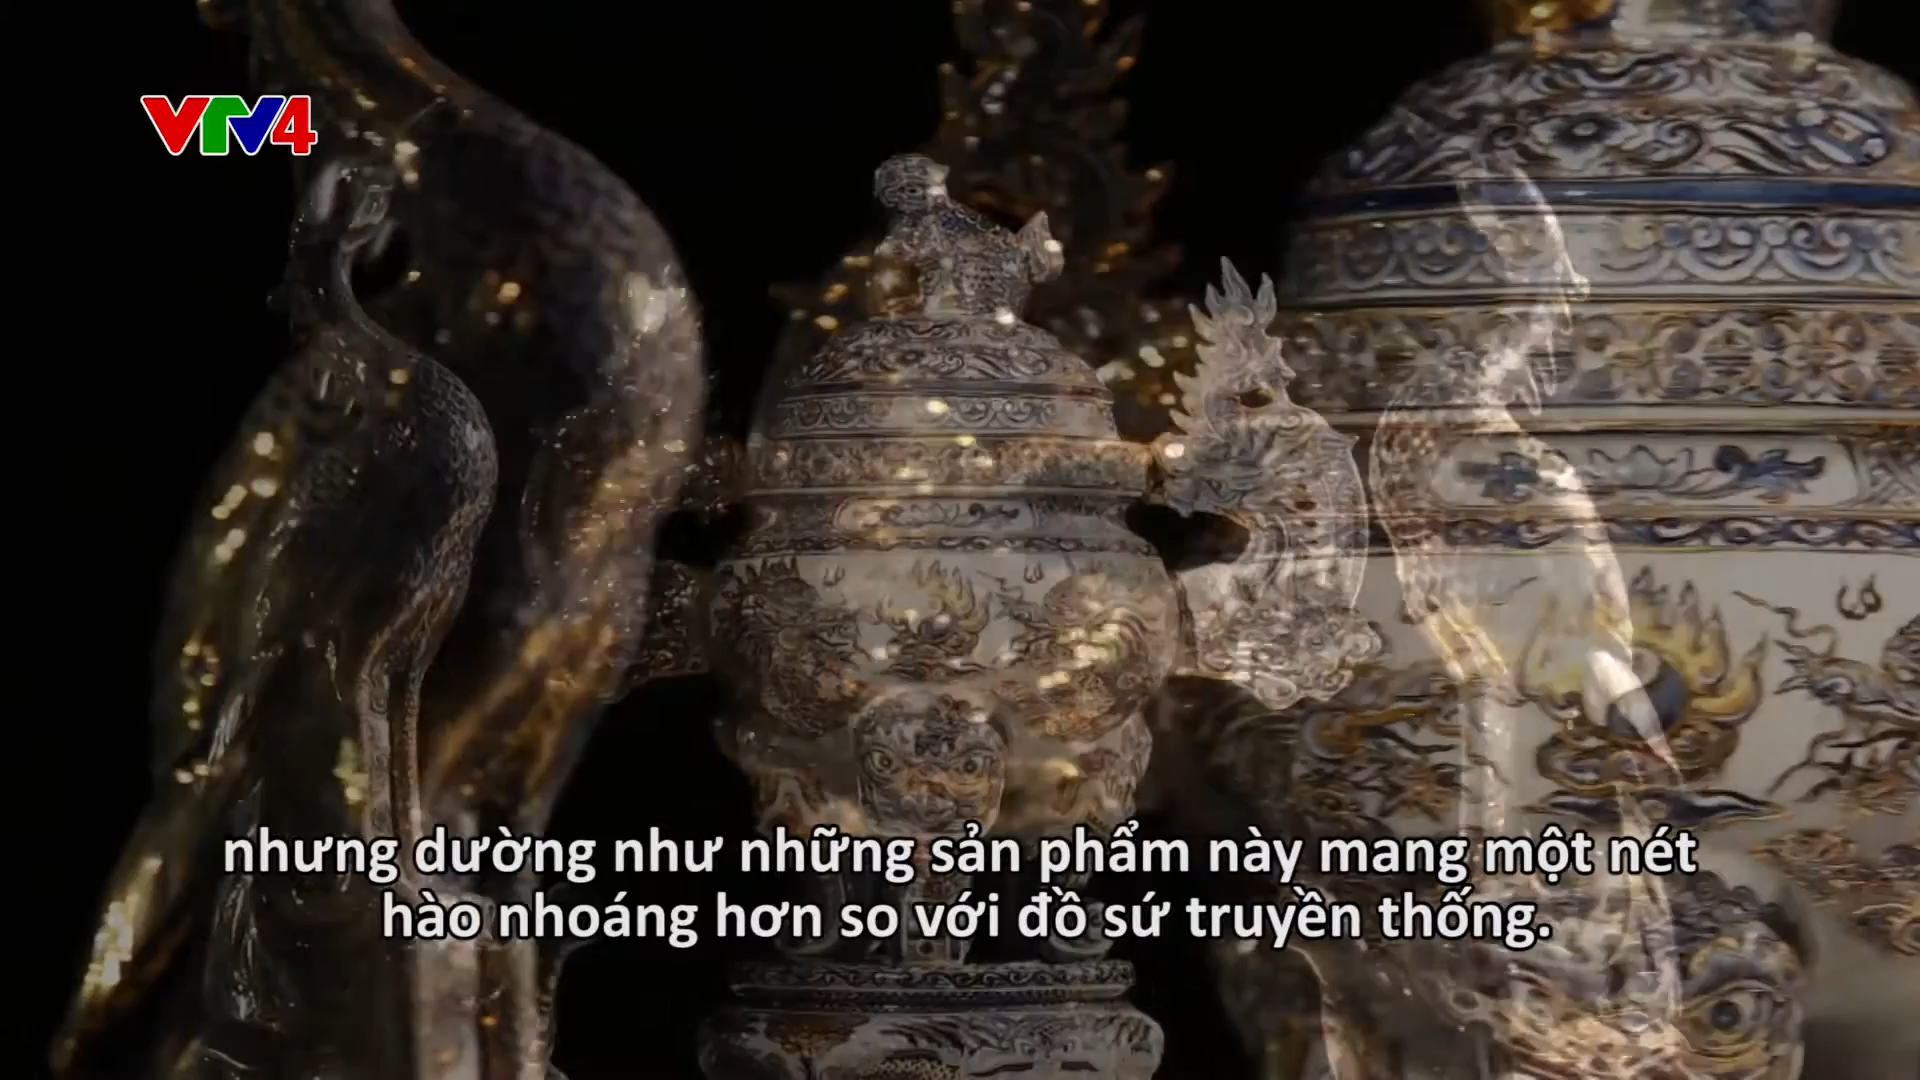 VTV4
nhưng dường như những sản phẩm này mang một nét
hào nhoáng hơn so với đồ sứ truyền thống.